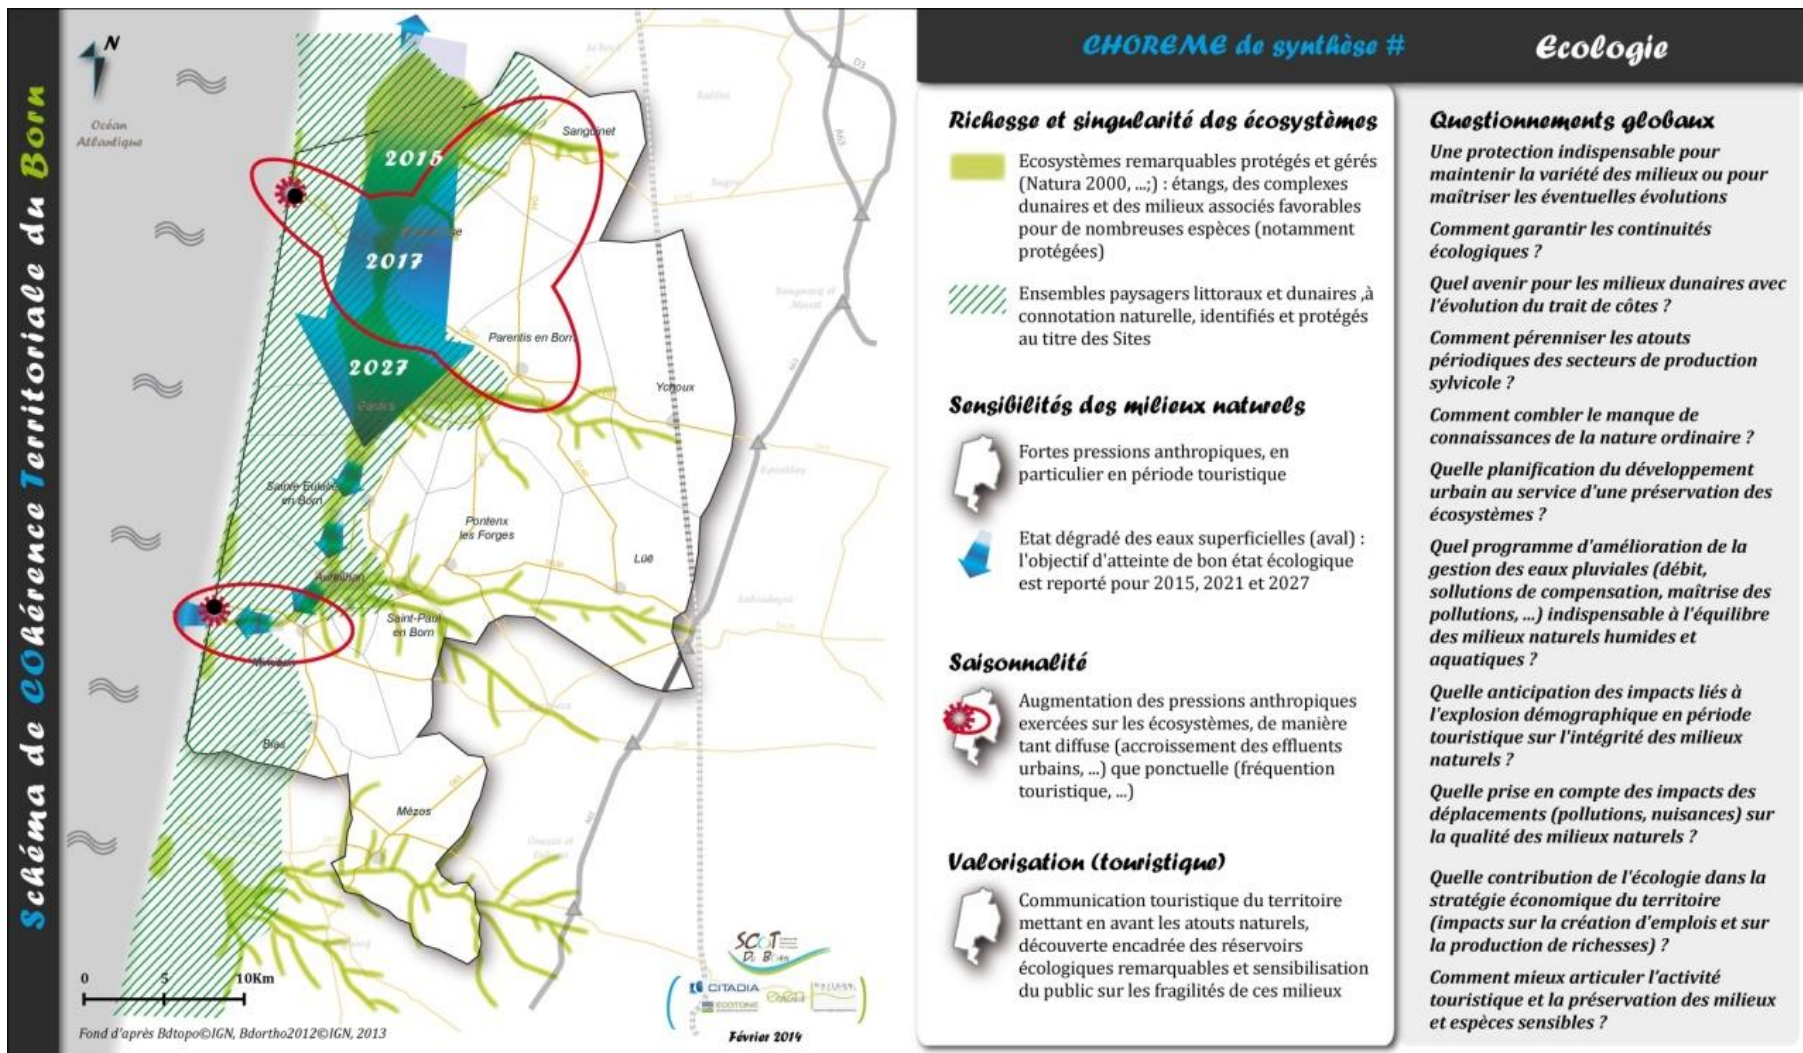 Schéma de COhérence Territoriale du Born
N
Océan
Atlantique
Sanguinet
2015
2017
Parentis en Born
2027
Gastes
Ychoux
Sainte Eulalie
en Born
Pontenx
les Forges
Lüe
Aureilhan
Saint-Paul
en Born
Mimizan
Bias
Mézos
D3
A63
0 5 10Km
Fond d'après Bdtopo©IGN, Bdortho2012©IGN, 2013
SCOT
Du Born
CITADIA
ECOTONE
Février 2014
CHOREME de synthèse #
Ecologie
Richesse et singularité des écosystèmes
Ecosystèmes remarquables protégés et gérés
(Natura 2000, ...;) : étangs, des complexes
dunaires et des milieux associés favorables
pour de nombreuses espèces (notamment
protégées)
Ensembles paysagers littoraux et dunaires ,à
connotation naturelle, identifiés et protégés
au titre des Sites
Sensibilités des milieux naturels
Fortes pressions anthropiques, en
particulier en période touristique
Etat dégradé des eaux superficielles (aval) :
l'objectif d'atteinte de bon état écologique
est reporté pour 2015, 2021 et 2027
Saisonnalité
Augmentation des pressions anthropiques
exercées sur les écosystèmes, de manière
tant diffuse (accroissement des effluents
urbains, ...) que ponctuelle (fréquention
touristique, ...)
Valorisation (touristique)
Communication touristique du territoire
mettant en avant les atouts naturels,
découverte encadrée des réservoirs
écologiques remarquables et sensibilisation
du public sur les fragilités de ces milieux
Questionnements globaux
Une protection indispensable pour
maintenir la variété des milieux ou pour
maîtriser les éventuelles évolutions
Comment garantir les continuités
écologiques ?
Quel avenir pour les milieux dunaires avec
l'évolution du trait de côtes ?
Comment pérenniser les atouts
périodiques des secteurs de production
sylvicole ?
Comment combler le manque de
connaissances de la nature ordinaire ?
Quelle planification du développement
urbain au service d'une préservation des
écosystèmes ?
Quel programme d'amélioration de la
gestion des eaux pluviales (débit,
sollutions de compensation, maîtrise des
pollutions, ...) indispensable à l'équilibre
des milieux naturels humides et
aquatiques ?
Quelle anticipation des impacts liés à
l'explosion démographique en période
touristique sur l'intégrité des milieux
naturels ?
Quelle prise en compte des impacts des
déplacements (pollutions, nuisances) sur
la qualité des milieux naturels ?
Quelle contribution de l'écologie dans la
stratégie économique du territoire
(impacts sur la création d'emplois et sur
la production de richesses) ?
Comment mieux articuler l'activité
touristique et la préservation des milieux
et espèces sensibles ?